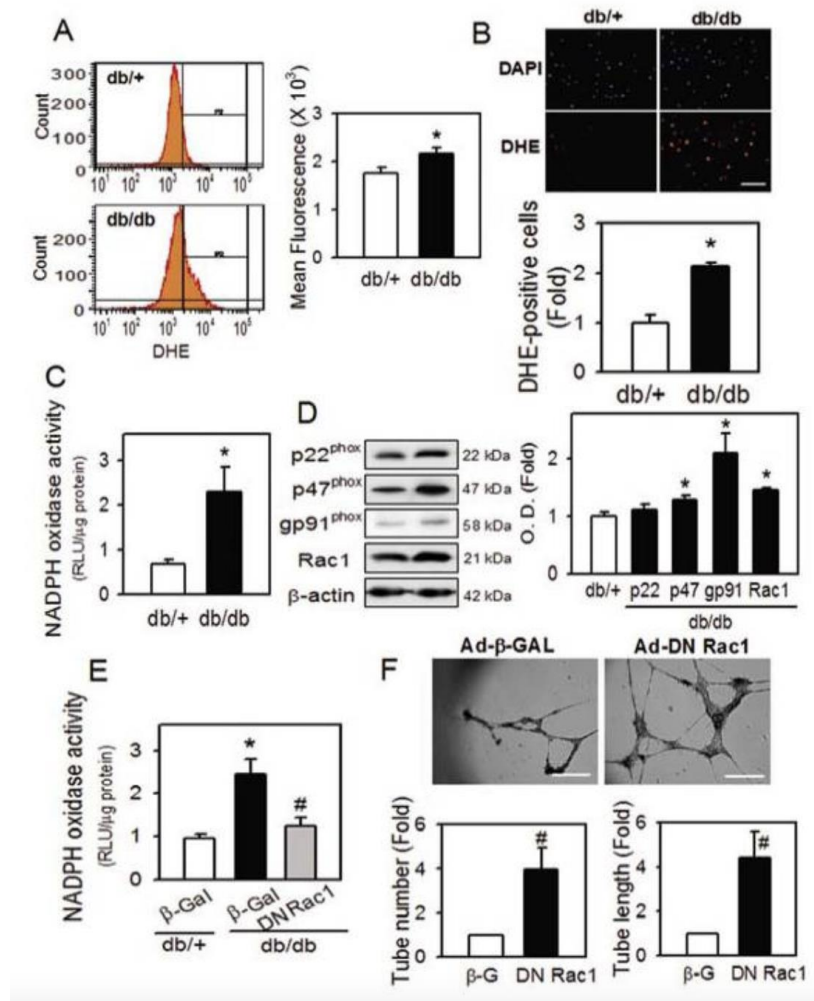 A
db/+
Count
300
200
100
0
10¹ 10² 10³ 10⁴ 10⁵
db/db
Count
200
100
0
10¹ 10² 10³ 10⁴ 10⁵
DHE
Mean Fluorescence (X 10³)
3
2
1
0
*
db/+ db/db
B
db/+ db/db
DAPI
DHE
DHE-positive cells
(Fold)
3
2
1
0
*
db/+ db/db
C
NADPH oxidase activity
(RLU/µg protein)
3
2
1
0
*
db/+ db/db
D
p22phox 22 kDa
p47phox 47 kDa
gp91phox 58 kDa
Rac1 21 kDa
β-actin 42 kDa
O. D. (Fold)
2
1
0
* * *
db/+ p22 p47 gp91 Rac1
db/db
E
NADPH oxidase activity
(RLU/µg protein)
3
2
1
0
* #
β-Gal β-Gal DN Rac1
db/+ db/db
F
Ad-β-GAL Ad-DN Rac1
Tube number (Fold)
6
4
2
0
#
β-G DN Rac1
Tube length (Fold)
6
4
2
0
#
β-G DN Rac1